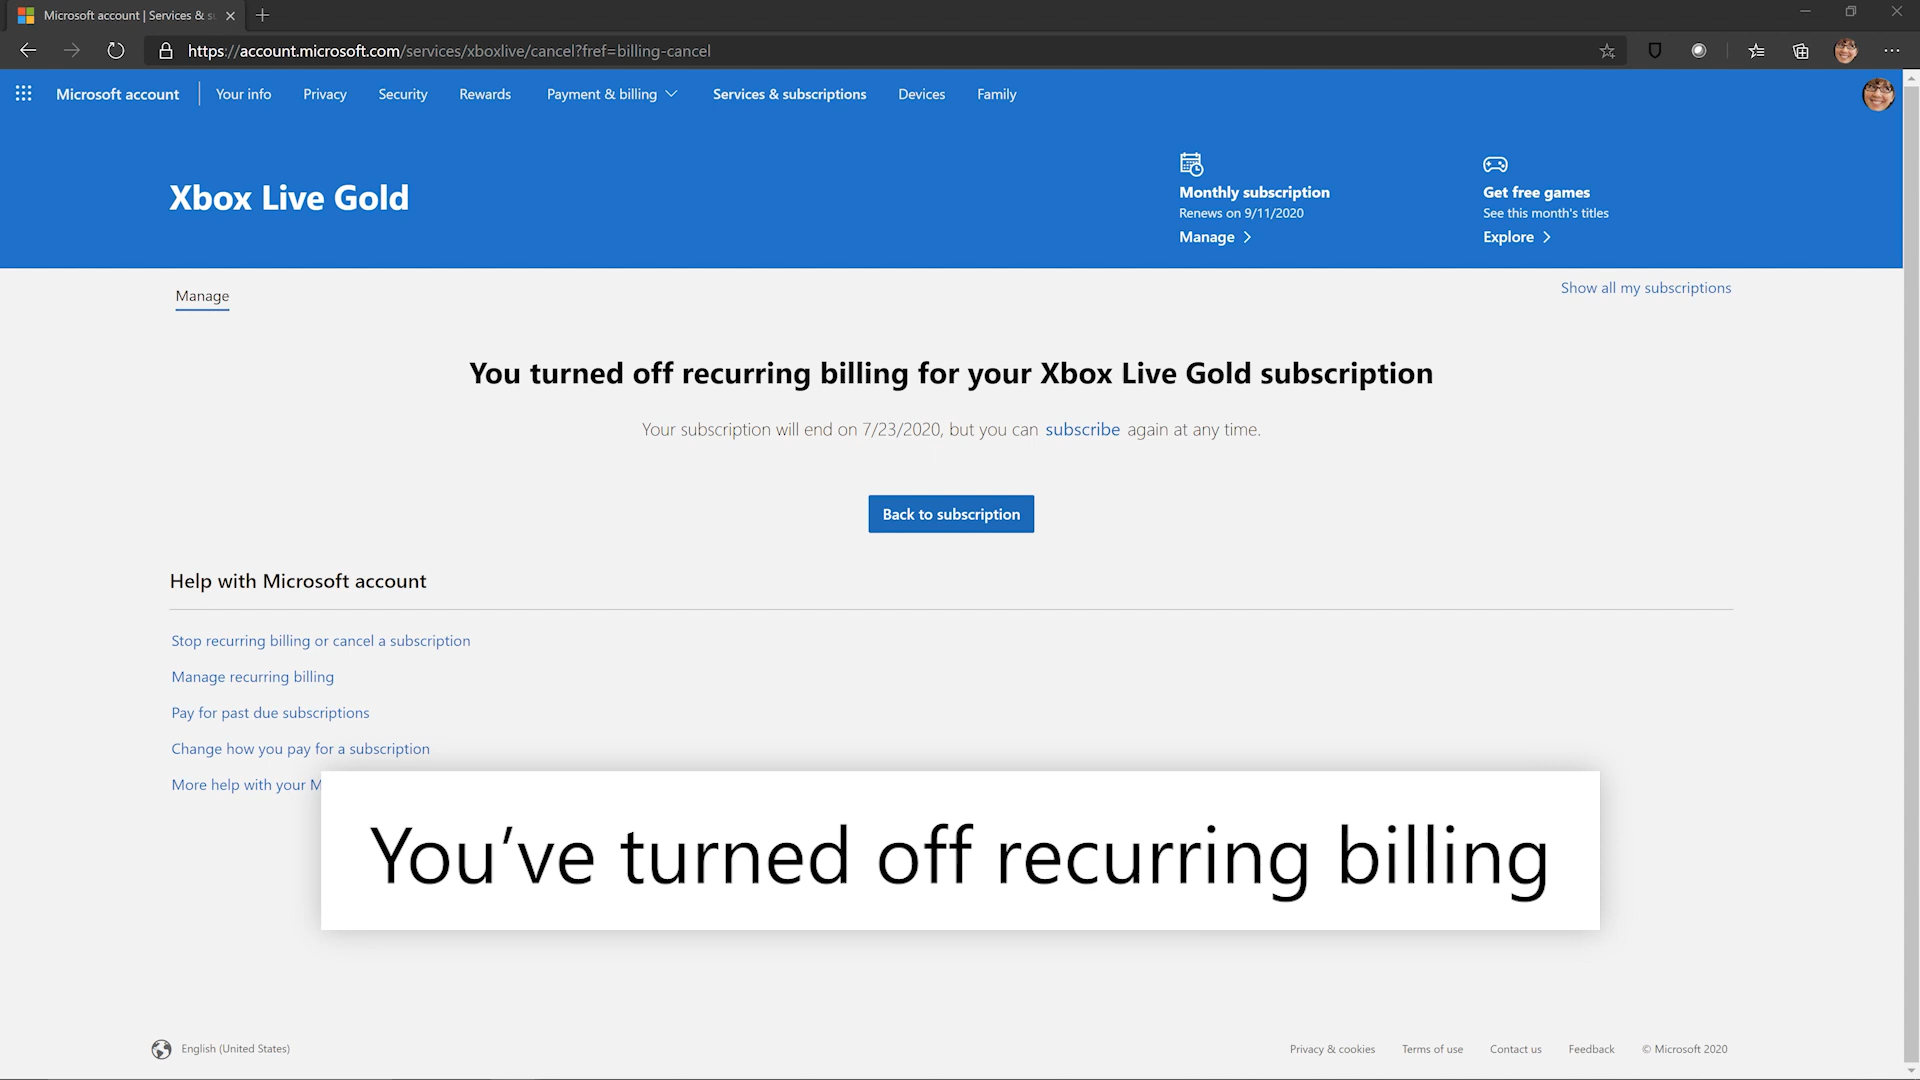 Microsoft account | Services & su
https://account.microsoft.com/services/xboxlive/cancel?fref=billing-cancel
Microsoft account Your info Privacy Security Rewards Payment & billing Services & subscriptions Devices Family
Xbox Live Gold
Monthly subscription
Renews on 9/11/2020
Manage
Get free games
See this month's titles
Explore
Manage
Show all my subscriptions
You turned off recurring billing for your Xbox Live Gold subscription
Your subscription will end on 7/23/2020, but you can subscribe again at any time.
Back to subscription
Help with Microsoft account
Stop recurring billing or cancel a subscription
Manage recurring billing
Pay for past due subscriptions
Change how you pay for a subscription
More help with your M
You’ve turned off recurring billing
English (United States)
Privacy & cookies Terms of use Contact us Feedback © Microsoft 2020